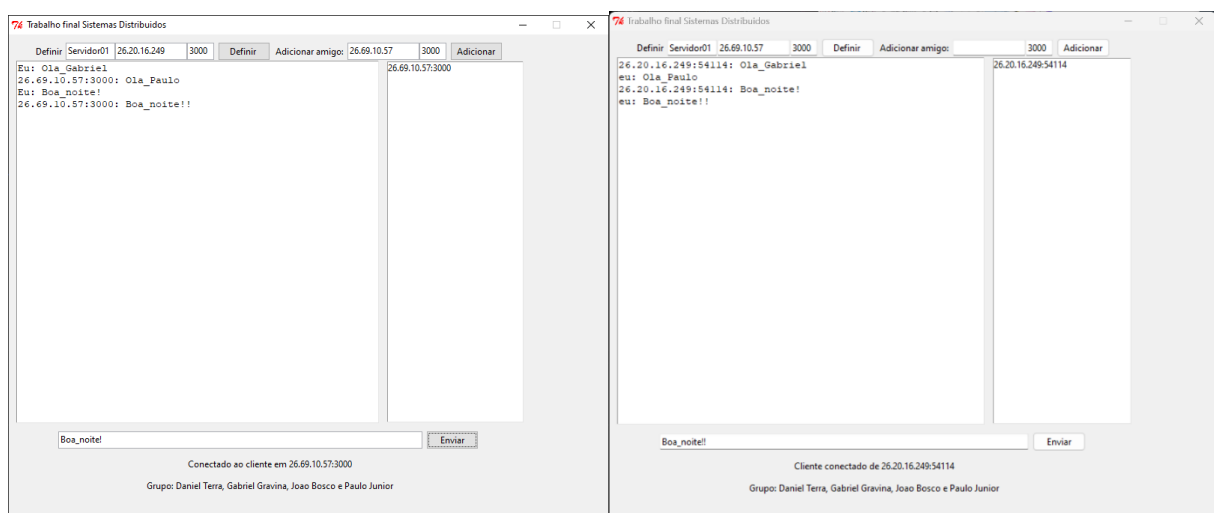 Trabalho final Sistemas Distribuidos
Definir Servidor01 26.20.16.249 3000 Definir Adicionar amigo: 26.69.10.57 3000 Adicionar
Eu: Ola_Gabriel
26.69.10.57:3000: Ola_Paulo
Eu: Boa_noite!
26.69.10.57:3000: Boa_noite!!
26.69.10.57:3000
Boa_noite! Enviar
Conectado ao cliente em 26.69.10.57:3000
Grupo: Daniel Terra, Gabriel Gravina, Joao Bosco e Paulo Junior
Trabalho final Sistemas Distribuidos
Definir Servidor01 26.69.10.57 3000 Definir Adicionar amigo: 3000 Adicionar
26.20.16.249:54114: Ola_Gabriel
eu: Ola_Paulo
26.20.16.249:54114: Boa_noite!
eu: Boa_noite!!
26.20.16.249:54114
Boa_noite!! Enviar
Cliente conectado de 26.20.16.249:54114
Grupo: Daniel Terra, Gabriel Gravina, Joao Bosco e Paulo Junior